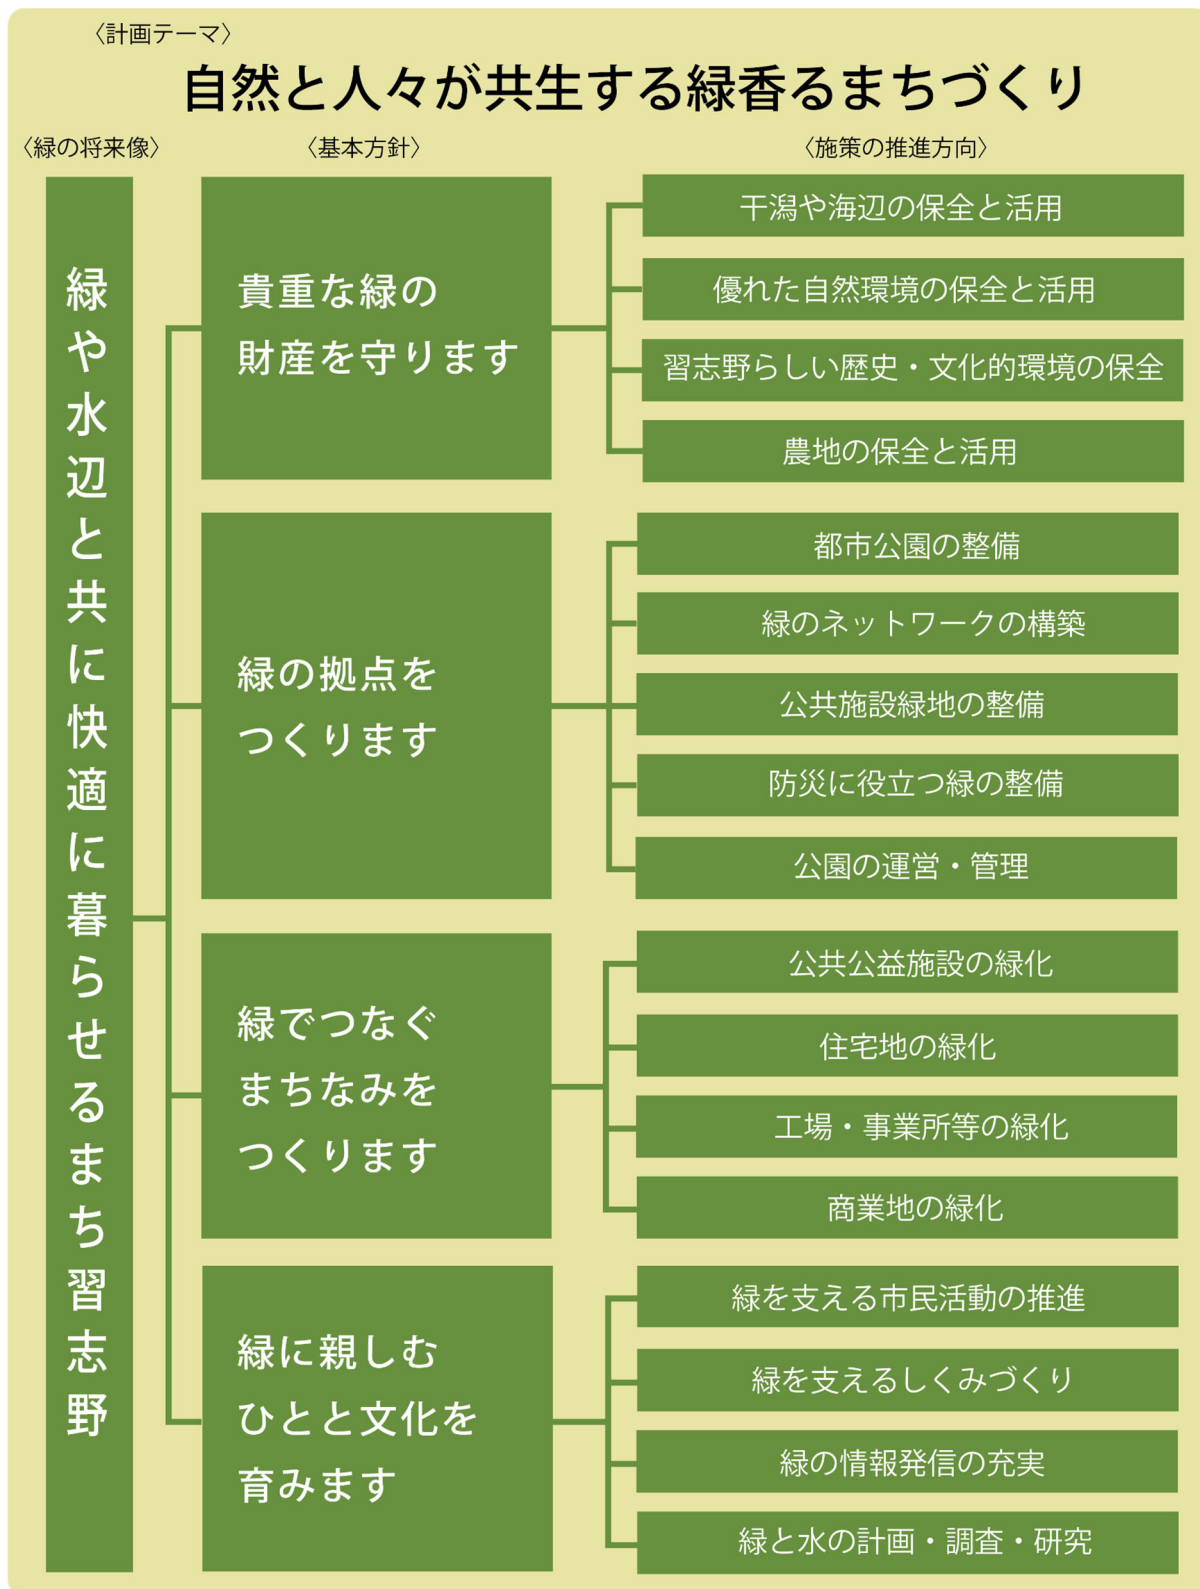 〈計画テーマ〉
自然と人々が共生する緑香るまちづくり
〈緑の将来像〉
〈基本方針〉
〈施策の推進方向〉
緑や水辺と共に快適に暮らせるまち習志野
貴重な緑の
財産を守ります
干潟や海辺の保全と活用
優れた自然環境の保全と活用
習志野らしい歴史・文化的環境の保全
農地の保全と活用
緑の拠点を
つくります
都市公園の整備
緑のネットワークの構築
公共施設緑地の整備
防災に役立つ緑の整備
公園の運営・管理
緑でつなぐ
まちなみを
つくります
公共公益施設の緑化
住宅地の緑化
工場・事業所等の緑化
商業地の緑化
緑に親しむ
ひとと文化を
育みます
緑を支える市民活動の推進
緑を支えるしくみづくり
緑の情報発信の充実
緑と水の計画・調査・研究